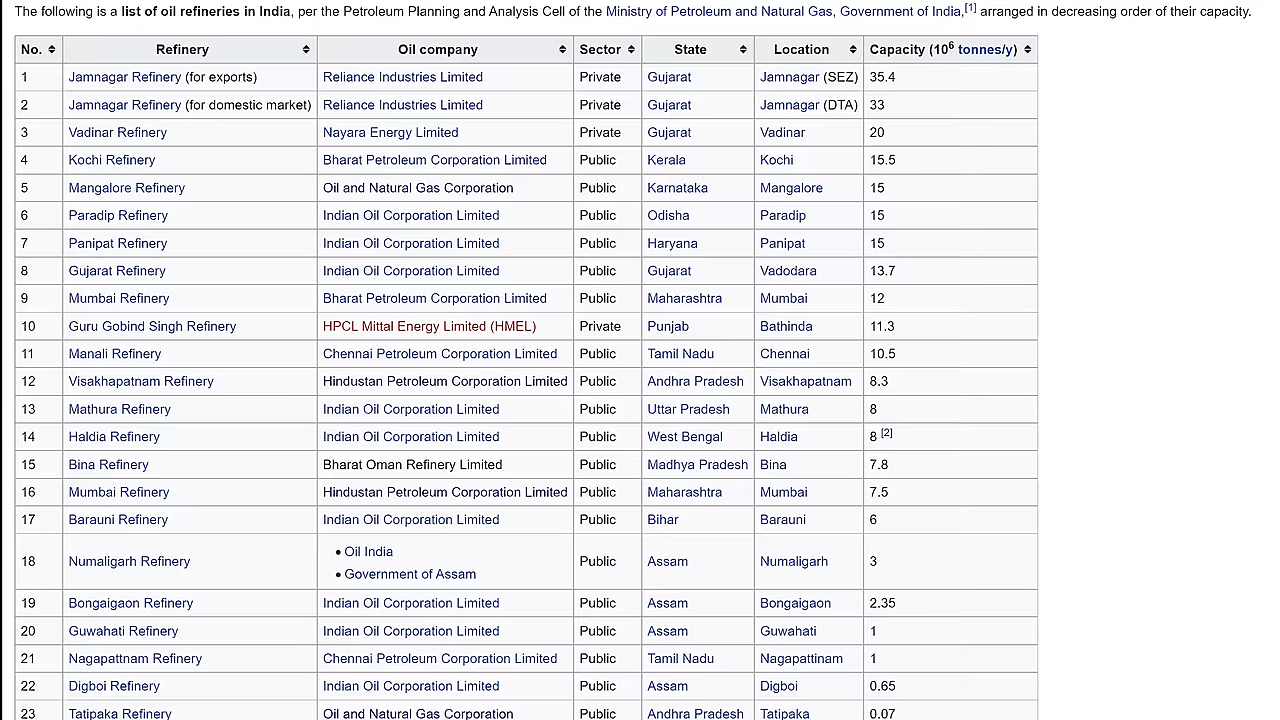 The following is a list of oil refineries in India, per the Petroleum Planning and Analysis Cell of the Ministry of Petroleum and Natural Gas, Government of India,[1] arranged in decreasing order of their capacity.
No. Refinery Oil company Sector State Location Capacity (10⁶ tonnes/y)
1 Jamnagar Refinery (for exports) Reliance Industries Limited Private Gujarat Jamnagar (SEZ) 35.4
2 Jamnagar Refinery (for domestic market) Reliance Industries Limited Private Gujarat Jamnagar (DTA) 33
3 Vadinar Refinery Nayara Energy Limited Private Gujarat Vadinar 20
4 Kochi Refinery Bharat Petroleum Corporation Limited Public Kerala Kochi 15.5
5 Mangalore Refinery Oil and Natural Gas Corporation Public Karnataka Mangalore 15
6 Paradip Refinery Indian Oil Corporation Limited Public Odisha Paradip 15
7 Panipat Refinery Indian Oil Corporation Limited Public Haryana Panipat 15
8 Gujarat Refinery Indian Oil Corporation Limited Public Gujarat Vadodara 13.7
9 Mumbai Refinery Bharat Petroleum Corporation Limited Public Maharashtra Mumbai 12
10 Guru Gobind Singh Refinery HPCL Mittal Energy Limited (HMEL) Private Punjab Bathinda 11.3
11 Manali Refinery Chennai Petroleum Corporation Limited Public Tamil Nadu Chennai 10.5
12 Visakhapatnam Refinery Hindustan Petroleum Corporation Limited Public Andhra Pradesh Visakhapatnam 8.3
13 Mathura Refinery Indian Oil Corporation Limited Public Uttar Pradesh Mathura 8
14 Haldia Refinery Indian Oil Corporation Limited Public West Bengal Haldia 8 [2]
15 Bina Refinery Bharat Oman Refinery Limited Public Madhya Pradesh Bina 7.8
16 Mumbai Refinery Hindustan Petroleum Corporation Limited Public Maharashtra Mumbai 7.5
17 Barauni Refinery Indian Oil Corporation Limited Public Bihar Barauni 6
18 Numaligarh Refinery • Oil India
• Government of Assam Public Assam Numaligarh 3
19 Bongaigaon Refinery Indian Oil Corporation Limited Public Assam Bongaigaon 2.35
20 Guwahati Refinery Indian Oil Corporation Limited Public Assam Guwahati 1
21 Nagapattnam Refinery Chennai Petroleum Corporation Limited Public Tamil Nadu Nagapattinam 1
22 Digboi Refinery Indian Oil Corporation Limited Public Assam Digboi 0.65
23 Tatipaka Refinery Oil and Natural Gas Corporation Public Andhra Pradesh Tatipaka 0.07